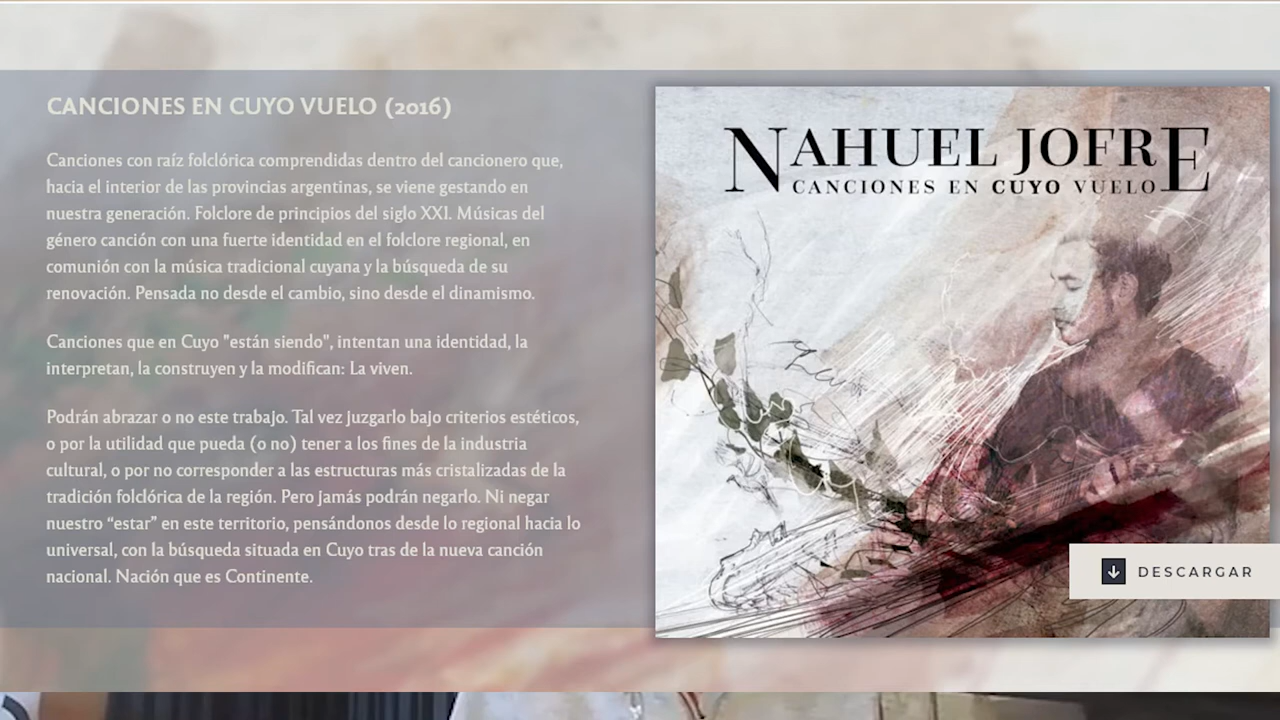 CANCIONES EN CUYO VUELO (2016)
Canciones con raíz folclórica comprendidas dentro del cancionero que,
hacia el interior de las provincias argentinas, se viene gestando en
nuestra generación. Folclore de principios del siglo XXI. Músicas del
género canción con una fuerte identidad en el folclore regional, en
comunión con la música tradicional cuyana y la búsqueda de su
renovación. Pensada no desde el cambio, sino desde el dinamismo.
Canciones que en Cuyo "están siendo", intentan una identidad, la
interpretan, la construyen y la modifican: La viven.
Podrán abrazar o no este trabajo. Tal vez juzgarlo bajo criterios estéticos,
o por la utilidad que pueda (o no) tener a los fines de la industria
cultural, o por no corresponder a las estructuras más cristalizadas de la
tradición folclórica de la región. Pero jamás podrán negarlo. Ni negar
nuestro “estar” en este territorio, pensándonos desde lo regional hacia lo
universal, con la búsqueda situada en Cuyo tras de la nueva canción
nacional. Nación que es Continente.
NAHUEL JOFRE
CANCIONES EN CUYO VUELO
DESCARGAR